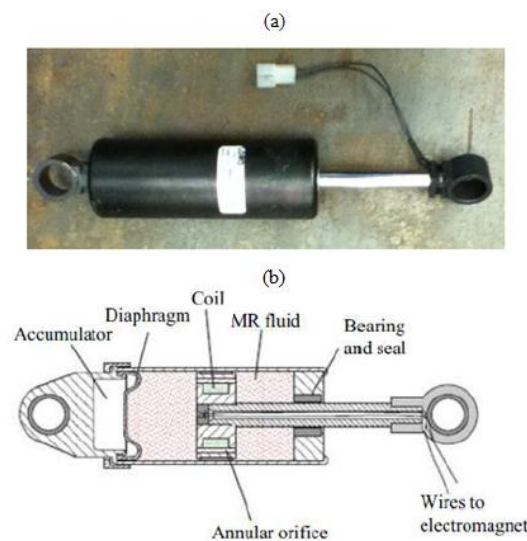 (a)
(b)
Coil
Diaphragm
MR fluid
Bearing
and seal
Accumulator
Annular orifice
Wires to
electromagnet